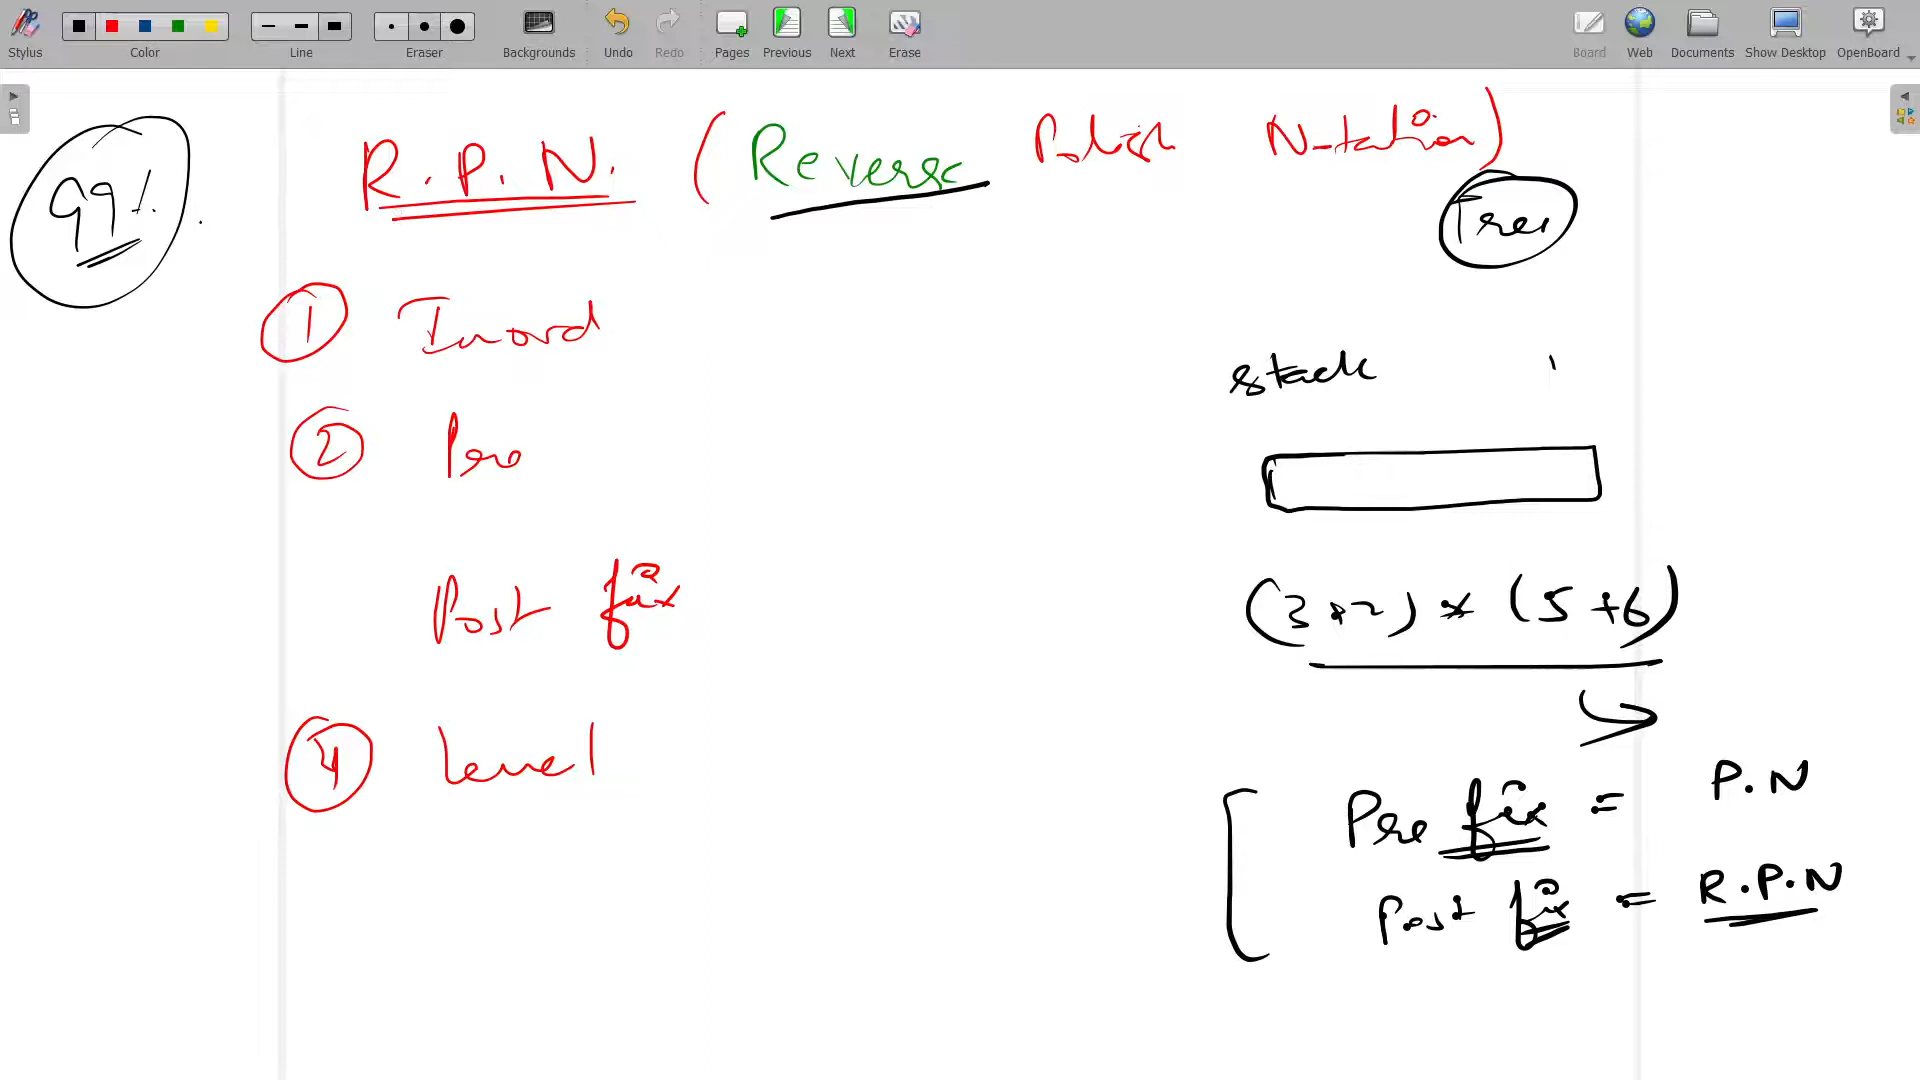 Stylus Color Line Eraser Backgrounds Undo Redo Pages Previous Next Erase Board Web Documents Show Desktop OpenBoard
99%.
R.P.N. (Reverse Polish Notation)
Tree
① Inord
stack
② Pre
Post fix
(3+2) * (5+6)
④ Level
Pre fix = P.N
Post fix = R.P.N